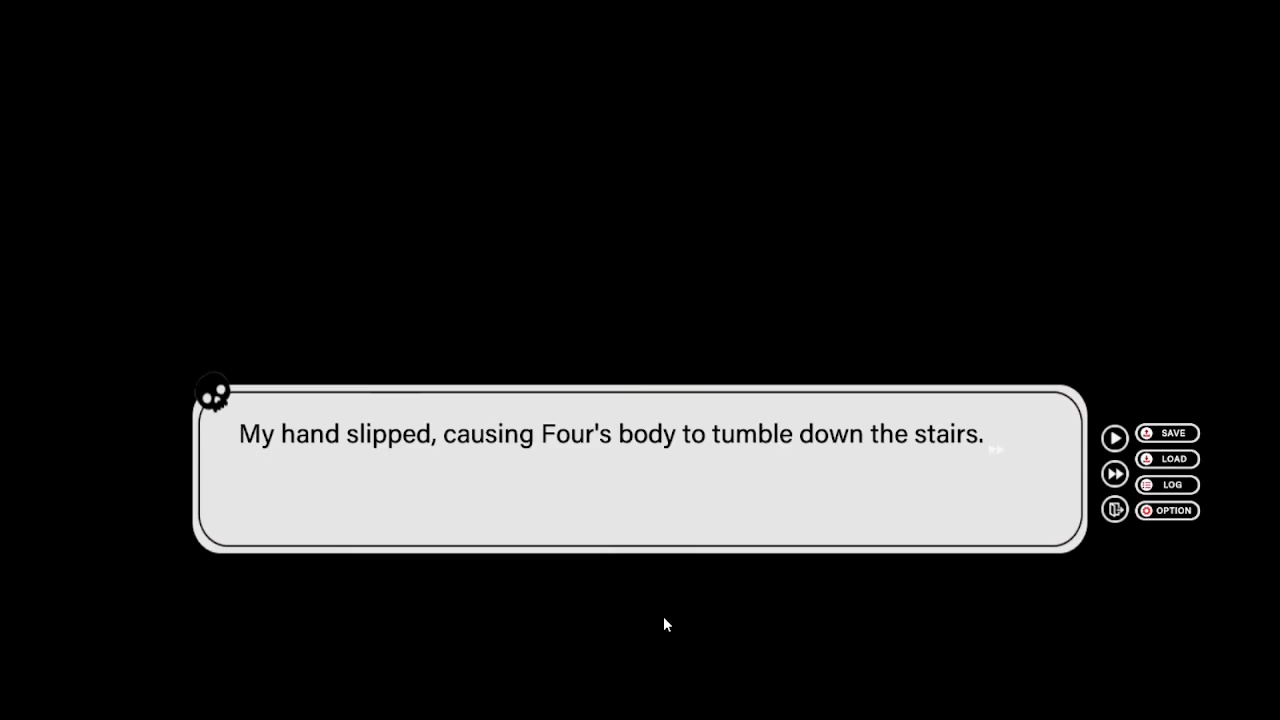 My hand slipped, causing Four's body to tumble down the stairs.
SAVE
LOAD
LOG
OPTION